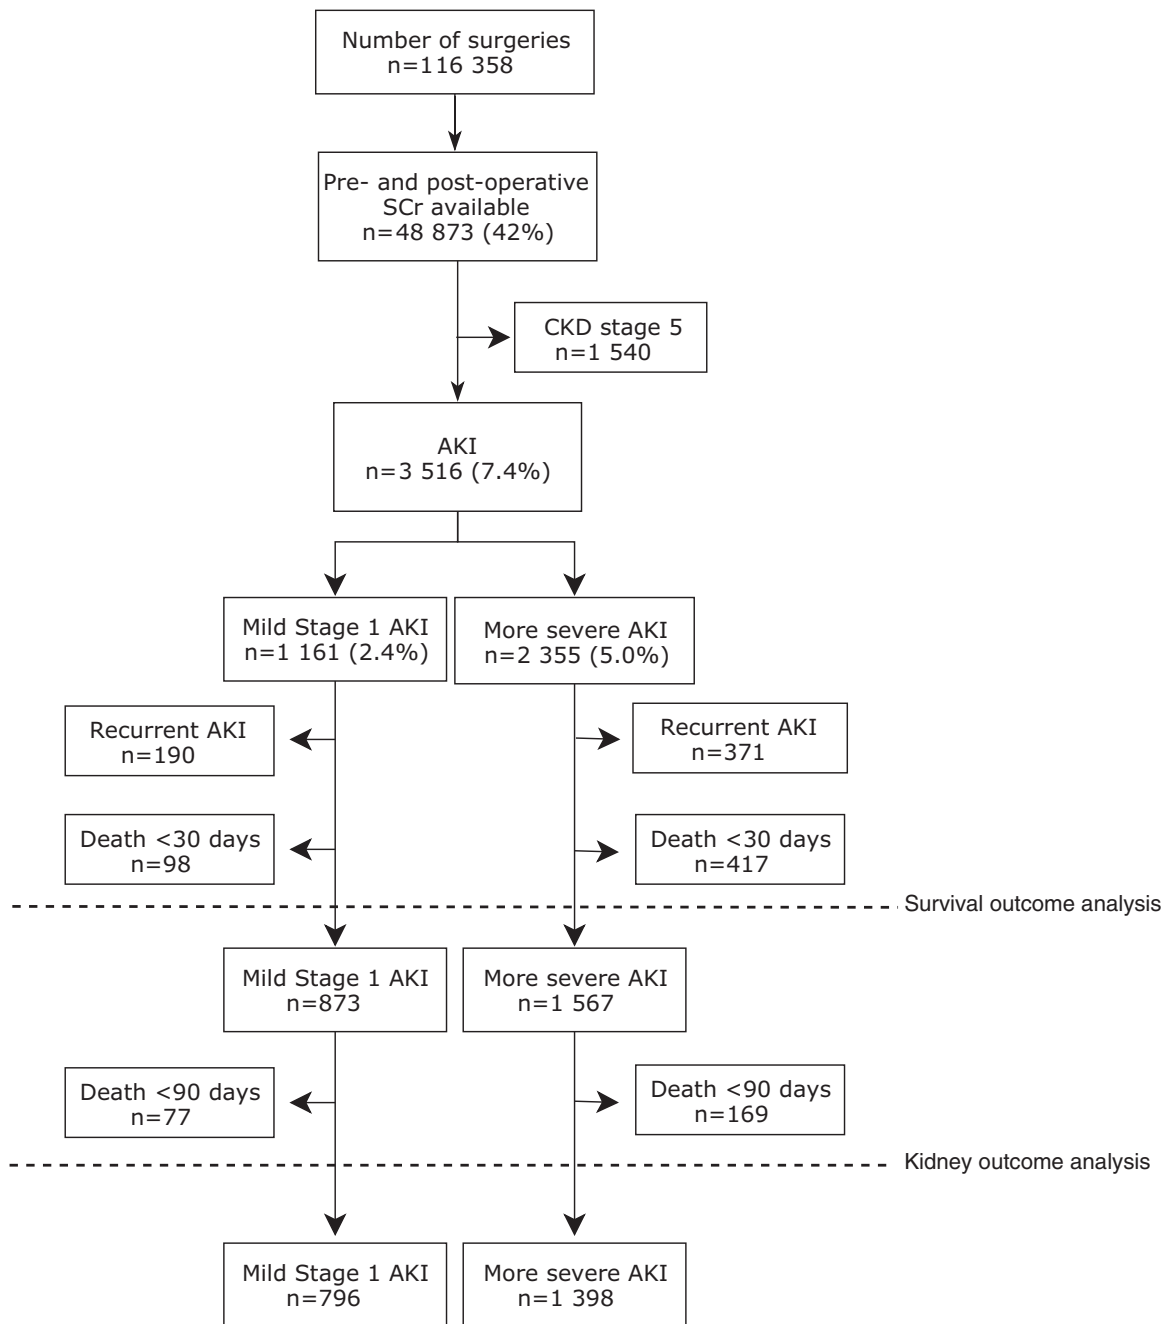 Number of surgeries
n=116 358
Pre- and post-operative
SCr available
n=48 873 (42%)
CKD stage 5
n=1 540
AKI
n=3 516 (7.4%)
Mild Stage 1 AKI
n=1 161 (2.4%)
More severe AKI
n=2 355 (5.0%)
Recurrent AKI
n=190
Recurrent AKI
n=371
Death <30 days
n=98
Death <30 days
n=417
Survival outcome analysis
Mild Stage 1 AKI
n=873
More severe AKI
n=1 567
Death <90 days
n=77
Death <90 days
n=169
Kidney outcome analysis
Mild Stage 1 AKI
n=796
More severe AKI
n=1 398